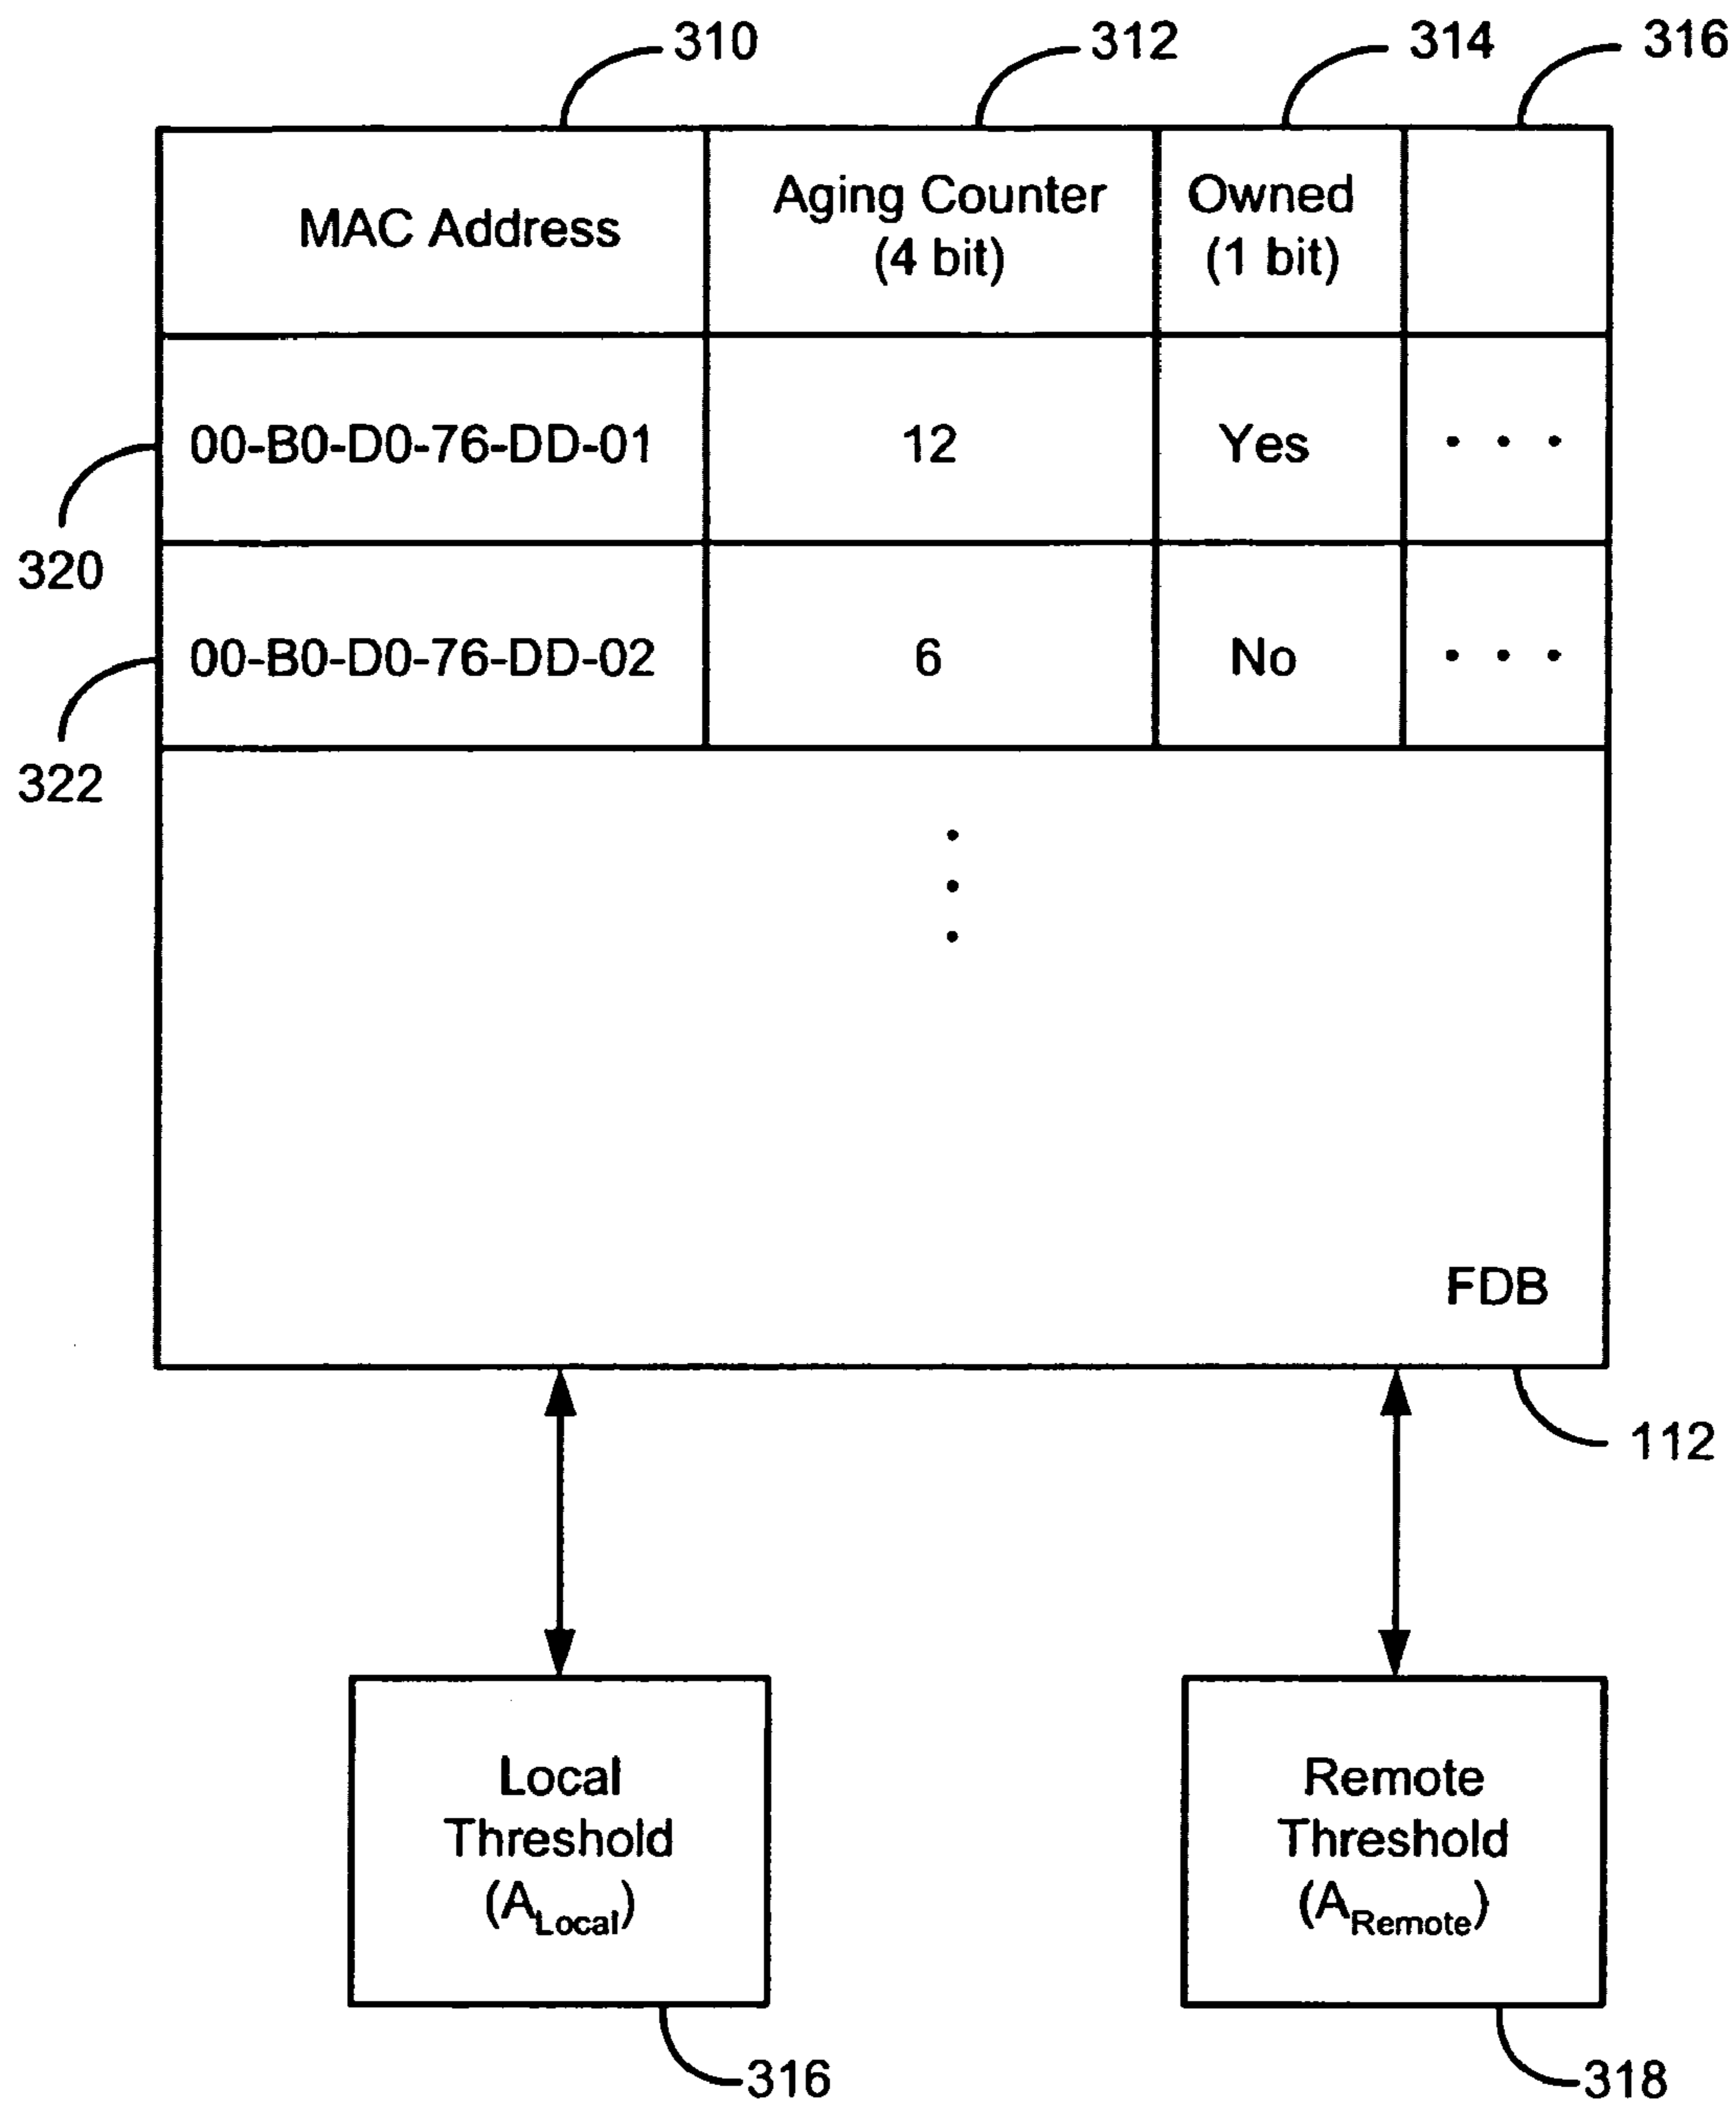 310
312
314
316
MAC Address
Aging Counter
(4 bit)
Owned
(1 bit)
00-B0-D0-76-DD-01
12
Yes
. . .
320
00-B0-D0-76-DD-02
6
No
. . .
322
FDB
112
Local
Threshold
(ALocal)
Remote
Threshold
(ARemote)
316
318